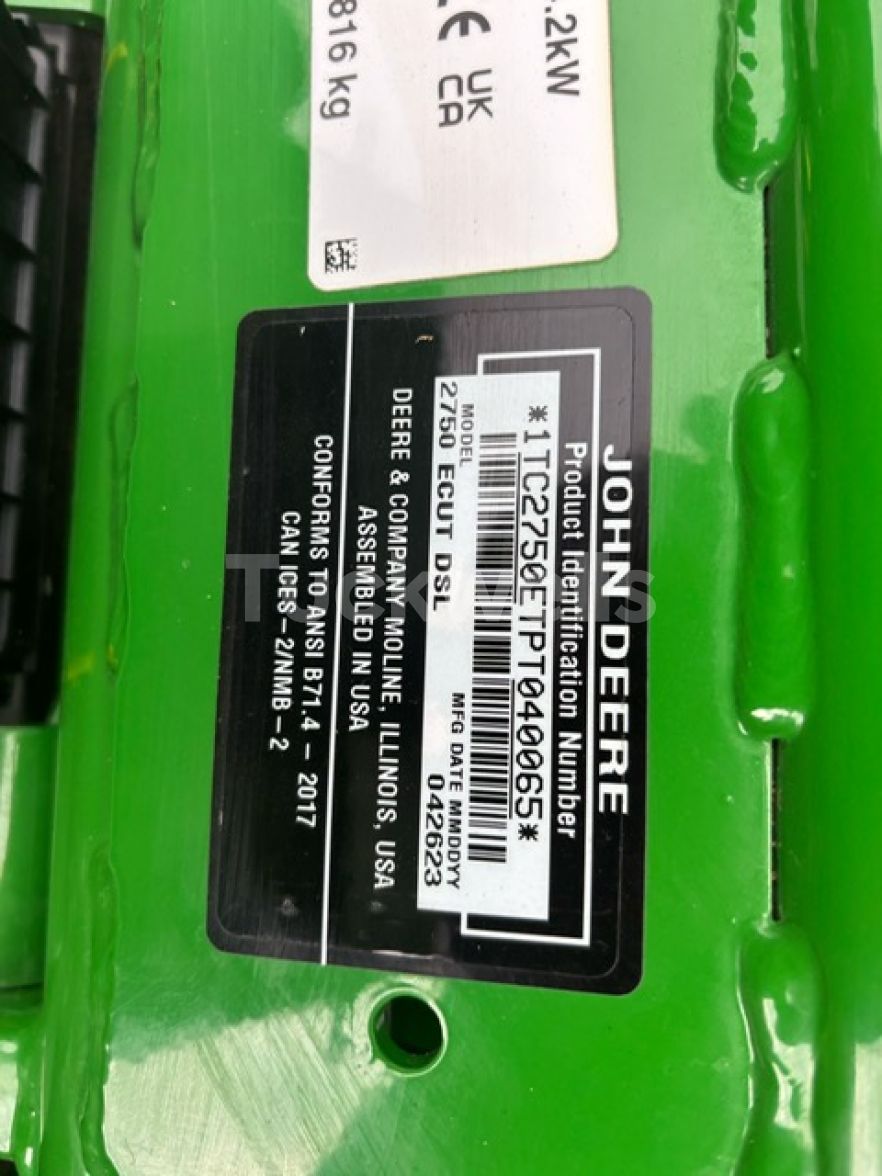 .2kW
CE UK
CA
816 kg
JOHN DEERE
Product Identification Number
*1TC2750ETPT040065*
MODEL MFG DATE MMDDYY
2750 ECUT DSL 042623
DEERE & COMPANY MOLINE, ILLINOIS, USA
ASSEMBLED IN USA
CONFORMS TO ANSI B71.4 - 2017
CAN ICES-2/NMB-2
Tuckwells